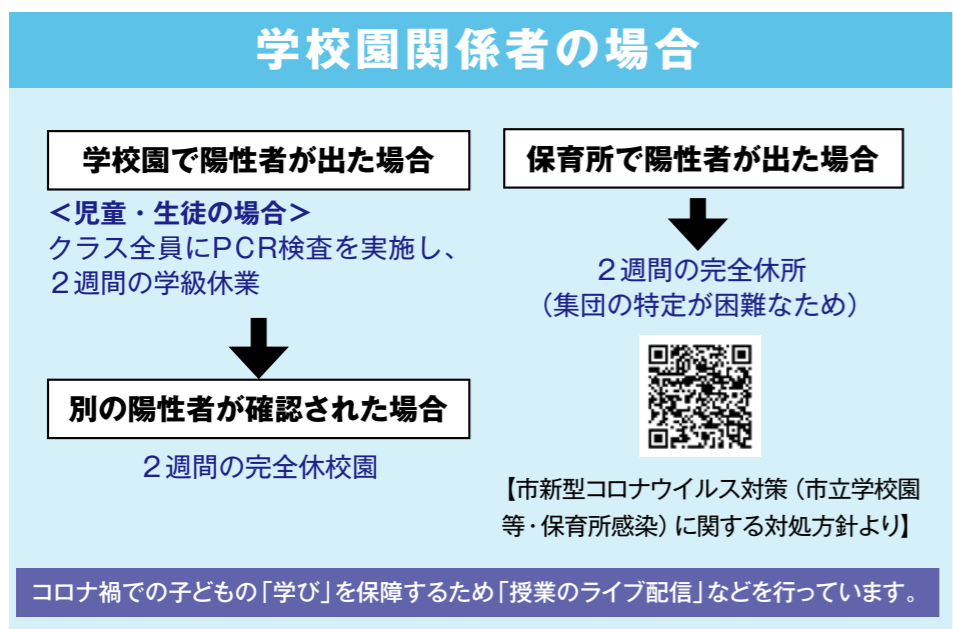 学校園関係者の場合
学校園で陽性者が出た場合
＜児童・生徒の場合＞
クラス全員にPCR検査を実施し、
２週間の学級休業
別の陽性者が確認された場合
２週間の完全休校園
保育所で陽性者が出た場合
２週間の完全休所
（集団の特定が困難なため）
【市新型コロナウイルス対策（市立学校園
等・保育所感染）に関する対処方針より】
コロナ禍での子どもの「学び」を保障するため「授業のライブ配信」などを行っています。